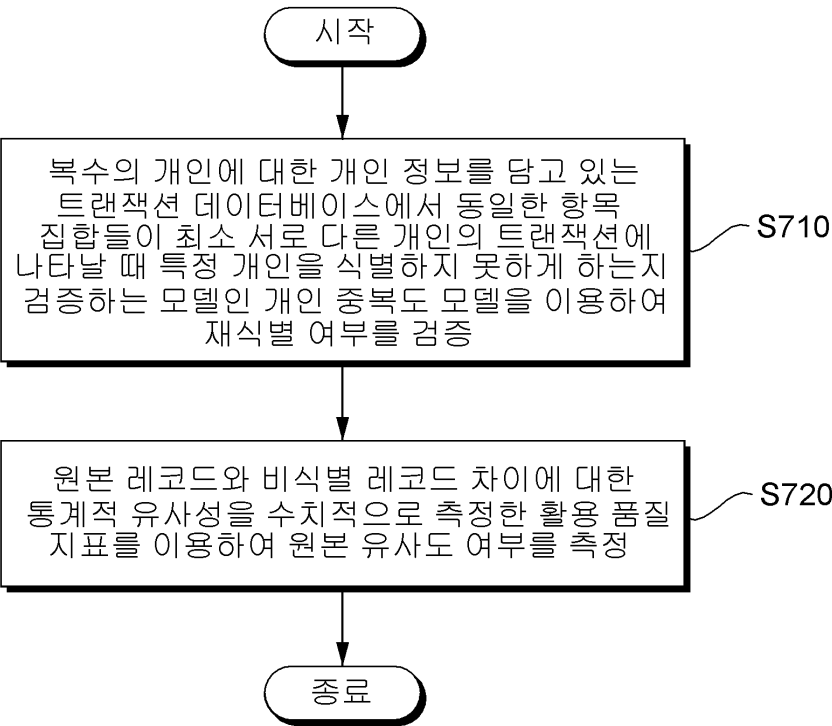 시작
복수의 개인에 대한 개인 정보를 담고 있는
트랜잭션 데이터베이스에서 동일한 항목
집합들이 최소 서로 다른 개인의 트랜잭션에
나타날 때 특정 개인을 식별하지 못하게 하는지
검증하는 모델인 개인 중복도 모델을 이용하여
재식별 여부를 검증
S710
원본 레코드와 비식별 레코드 차이에 대한
통계적 유사성을 수치적으로 측정한 활용 품질
지표를 이용하여 원본 유사도 여부를 측정
S720
종료